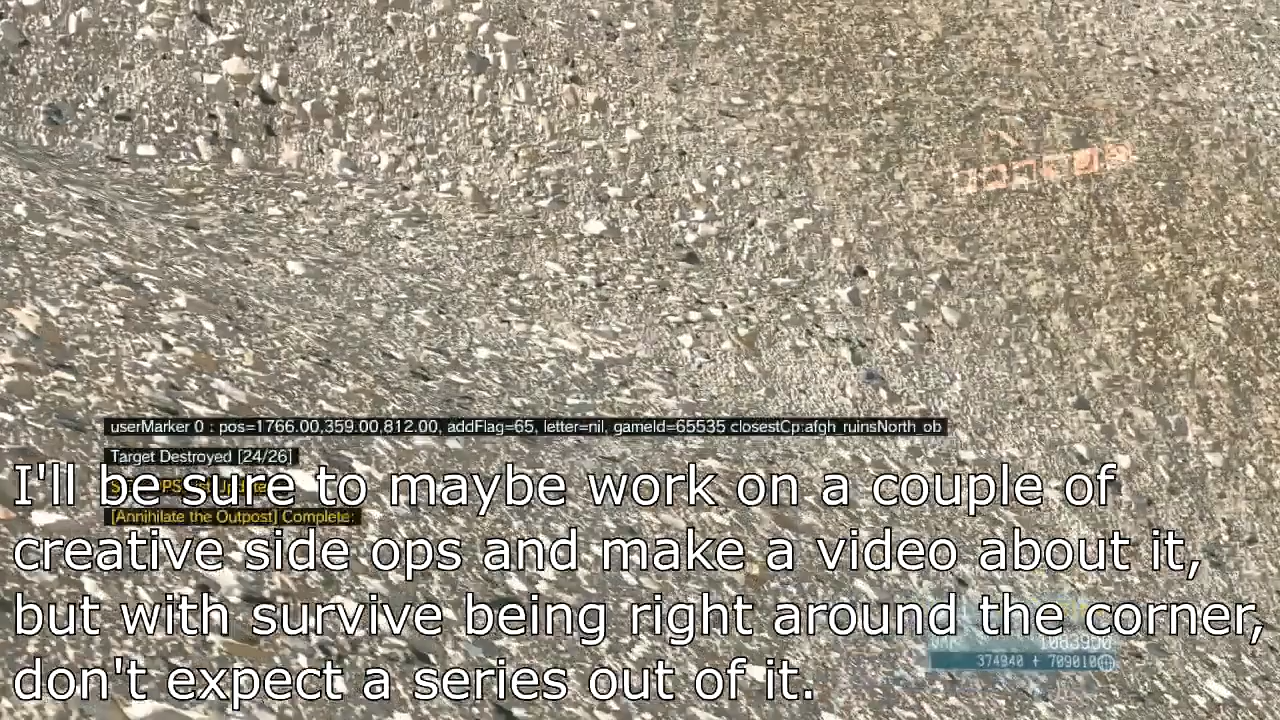 userMarker 0 : pos=1766.00,359.00,812.00, addFlag=65, letter=nil, gameId=65535 closestCp:afgh_ruinsNorth_ob
Target Destroyed [24/26]
[Annihilate the Outpost] Complete:
I'll be sure to maybe work on a couple of
creative side ops and make a video about it,
but with survive being right around the corner,
don't expect a series out of it.
GMP 1083950
374940 + 709010